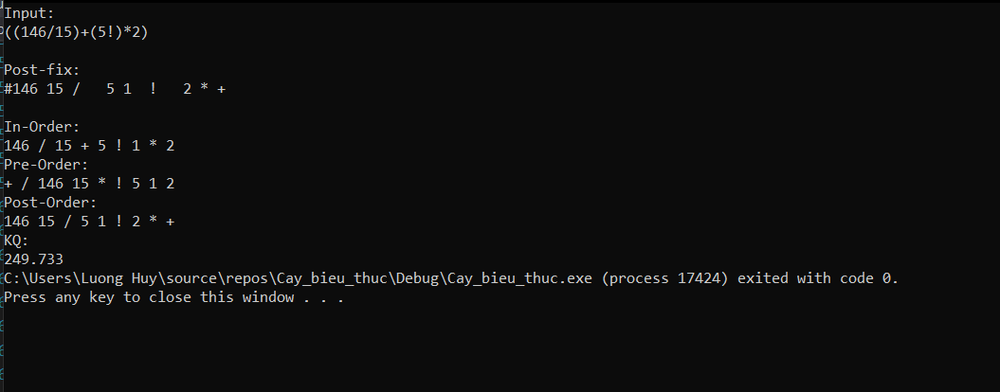 Input:
((146/15)+(5!)*2)
Post-fix:
#146 15 /   5 1  !   2 * +
In-Order:
146 / 15 + 5 ! 1 * 2
Pre-Order:
+ / 146 15 * ! 5 1 2
Post-Order:
146 15 / 5 1 ! 2 * +
KQ:
249.733
C:\Users\Luong Huy\source\repos\Cay_bieu_thuc\Debug\Cay_bieu_thuc.exe (process 17424) exited with code 0.
Press any key to close this window . . .